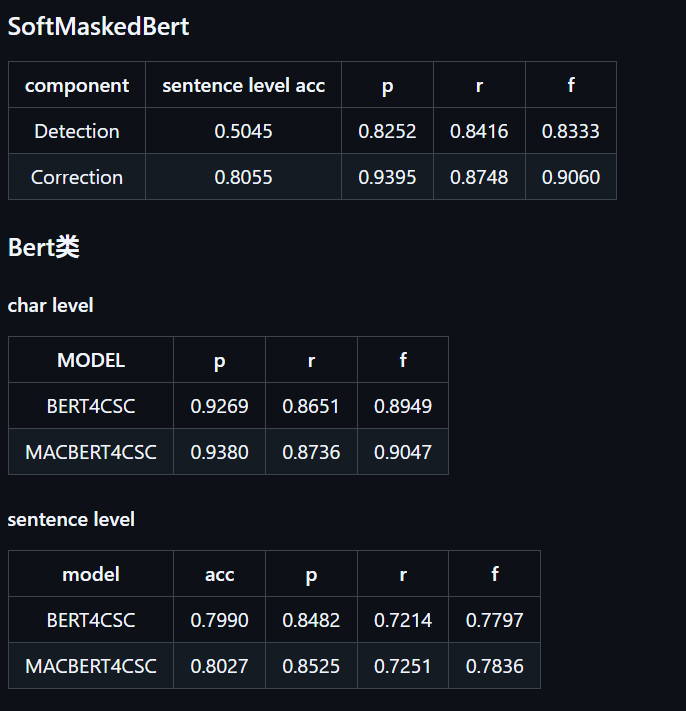 SoftMaskedBert
component sentence level acc p r f
Detection 0.5045 0.8252 0.8416 0.8333
Correction 0.8055 0.9395 0.8748 0.9060
Bert类
char level
MODEL p r f
BERT4CSC 0.9269 0.8651 0.8949
MACBERT4CSC 0.9380 0.8736 0.9047
sentence level
model acc p r f
BERT4CSC 0.7990 0.8482 0.7214 0.7797
MACBERT4CSC 0.8027 0.8525 0.7251 0.7836